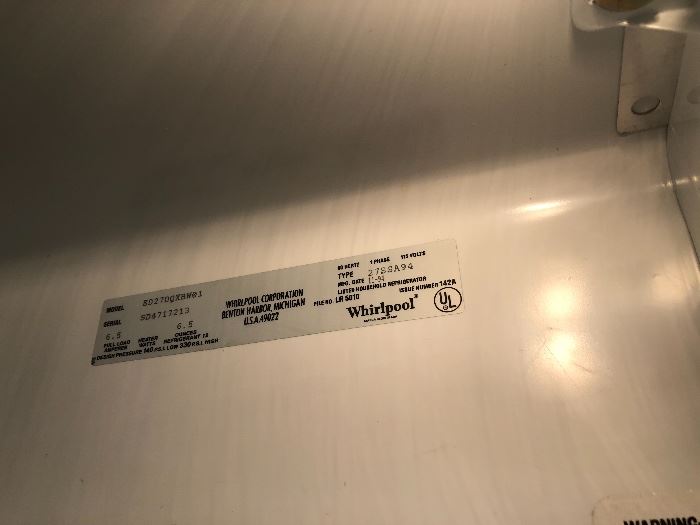 MODEL ED27DQXBW01
SERIAL SD4717213
6.5 6.5
FULL LOAD AMPERES HEATER WATTS OUNCES REFRIGERANT 12
DESIGN PRESSURE 140 P.S.I. LOW 330 P.S.I. HIGH
WHIRLPOOL CORPORATION
BENTON HARBOR, MICHIGAN
U.S.A. 49022
60 HERTZ 1 PHASE 115 VOLTS
TYPE 27SSA94
MFG. DATE 11-94
LISTED HOUSEHOLD REFRIGERATOR
FILE NO. LR 5010 ISSUE NUMBER 142A
Whirlpool
UL
WARNING